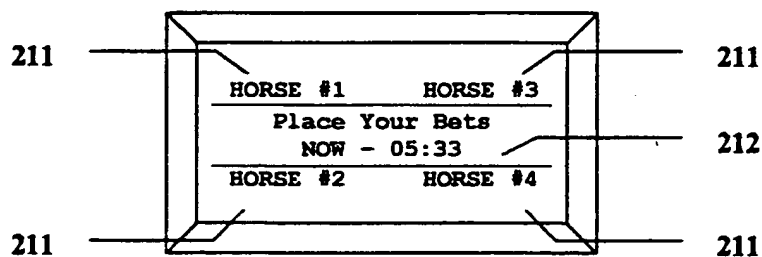 211 211
HORSE #1 HORSE #3
Place Your Bets
NOW - 05:33
212
HORSE #2 HORSE #4
211 211